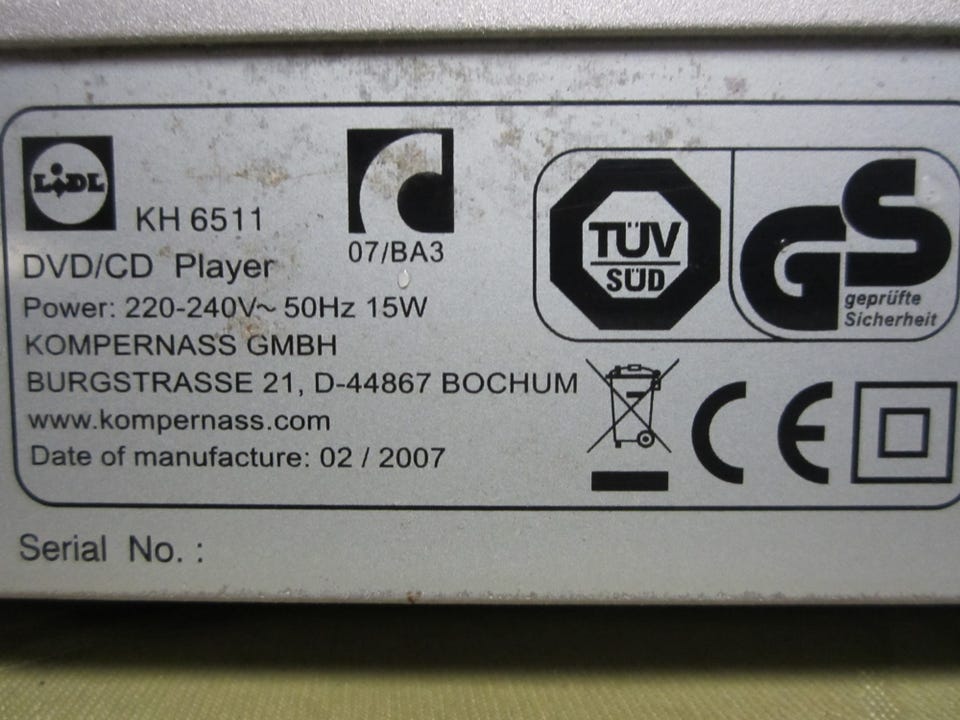 LIDL
KH 6511
07/BA3
DVD/CD Player
Power: 220-240V~ 50Hz 15W
KOMPERNASS GMBH
BURGSTRASSE 21, D-44867 BOCHUM
www.kompernass.com
Date of manufacture: 02 / 2007
TÜV
SÜD
GS
geprüfte
Sicherheit
CE
Serial No. :